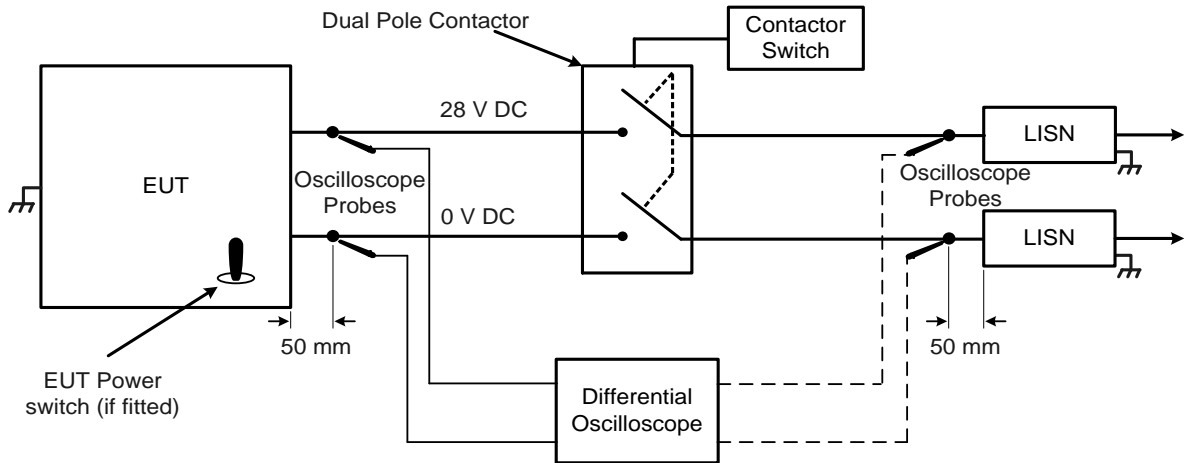 Dual Pole Contactor
Contactor
Switch
28 V DC
LISN
EUT
Oscilloscope
Probes
Oscilloscope
Probes
0 V DC
LISN
50 mm
50 mm
EUT Power
switch (if fitted)
Differential
Oscilloscope